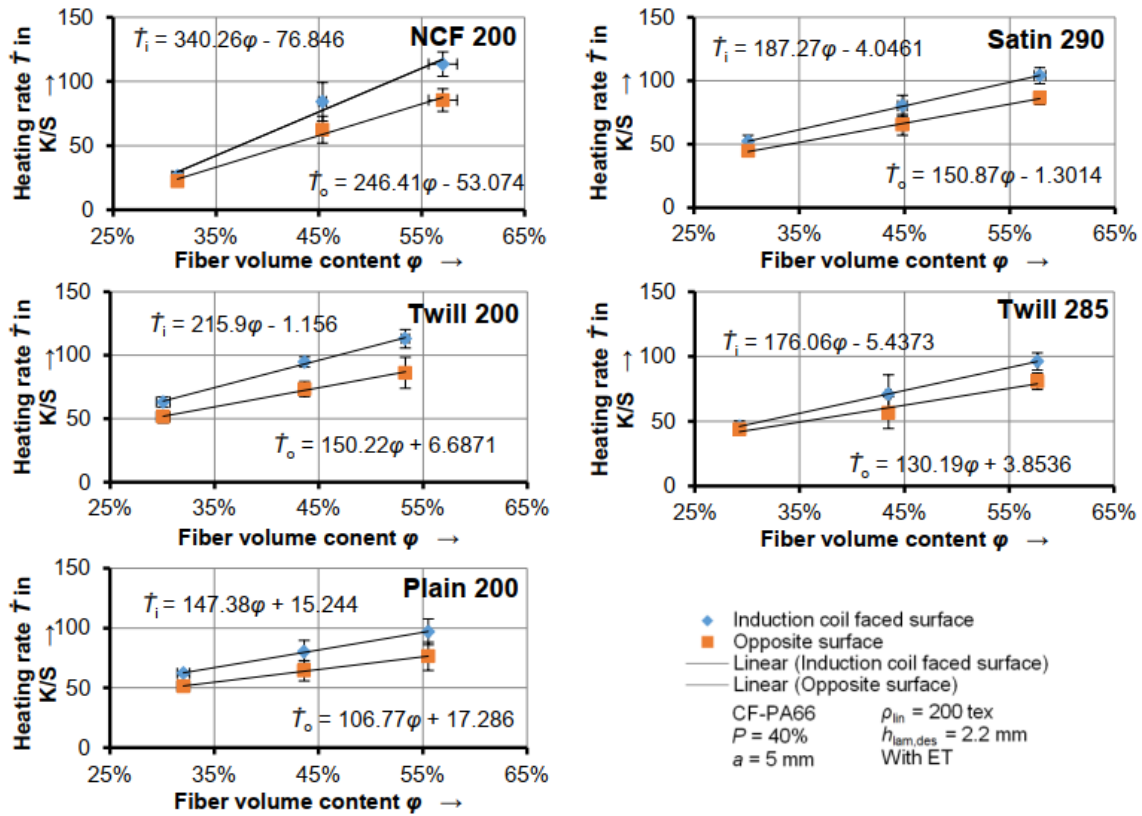 NCF 200
Ṫi = 340.26φ - 76.846
Ṫo = 246.41φ - 53.074
Heating rate Ṫ in
K/S →
150
100
50
0
25% 35% 45% 55% 65%
Fiber volume content φ →
Satin 290
Ṫi = 187.27φ - 4.0461
Ṫo = 150.87φ - 1.3014
Heating rate Ṫ in
K/S →
150
100
50
0
25% 35% 45% 55% 65%
Fiber volume content φ →
Twill 200
Ṫi = 215.9φ - 1.156
Ṫo = 150.22φ + 6.6871
Heating rate Ṫ in
K/S →
150
100
50
0
25% 35% 45% 55% 65%
Fiber volume conent φ →
Twill 285
Ṫi = 176.06φ - 5.4373
Ṫo = 130.19φ + 3.8536
Heating rate Ṫ in
K/S →
150
100
50
0
25% 35% 45% 55% 65%
Fiber volume content φ →
Plain 200
Ṫi = 147.38φ + 15.244
Ṫo = 106.77φ + 17.286
Heating rate Ṫ in
K/S →
150
100
50
0
25% 35% 45% 55% 65%
Fiber volume content φ →
Induction coil faced surface
Opposite surface
Linear (Induction coil faced surface)
Linear (Opposite surface)
CF-PA66 ρlin = 200 tex
P = 40% hlam,des = 2.2 mm
a = 5 mm With ET